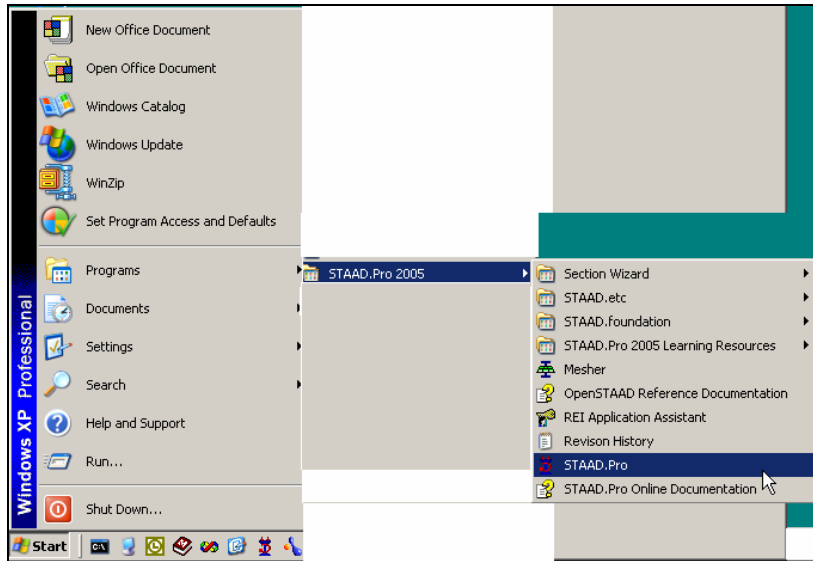 New Office Document
Open Office Document
Windows Catalog
Windows Update
WinZip
Set Program Access and Defaults
Programs
Documents
Settings
Search
Help and Support
Run...
Shut Down...
Windows XP Professional
Start
STAAD.Pro 2005
Section Wizard
STAAD.etc
STAAD.foundation
STAAD.Pro 2005 Learning Resources
Mesher
OpenSTAAD Reference Documentation
REI Application Assistant
Revison History
STAAD.Pro
STAAD.Pro Online Documentation